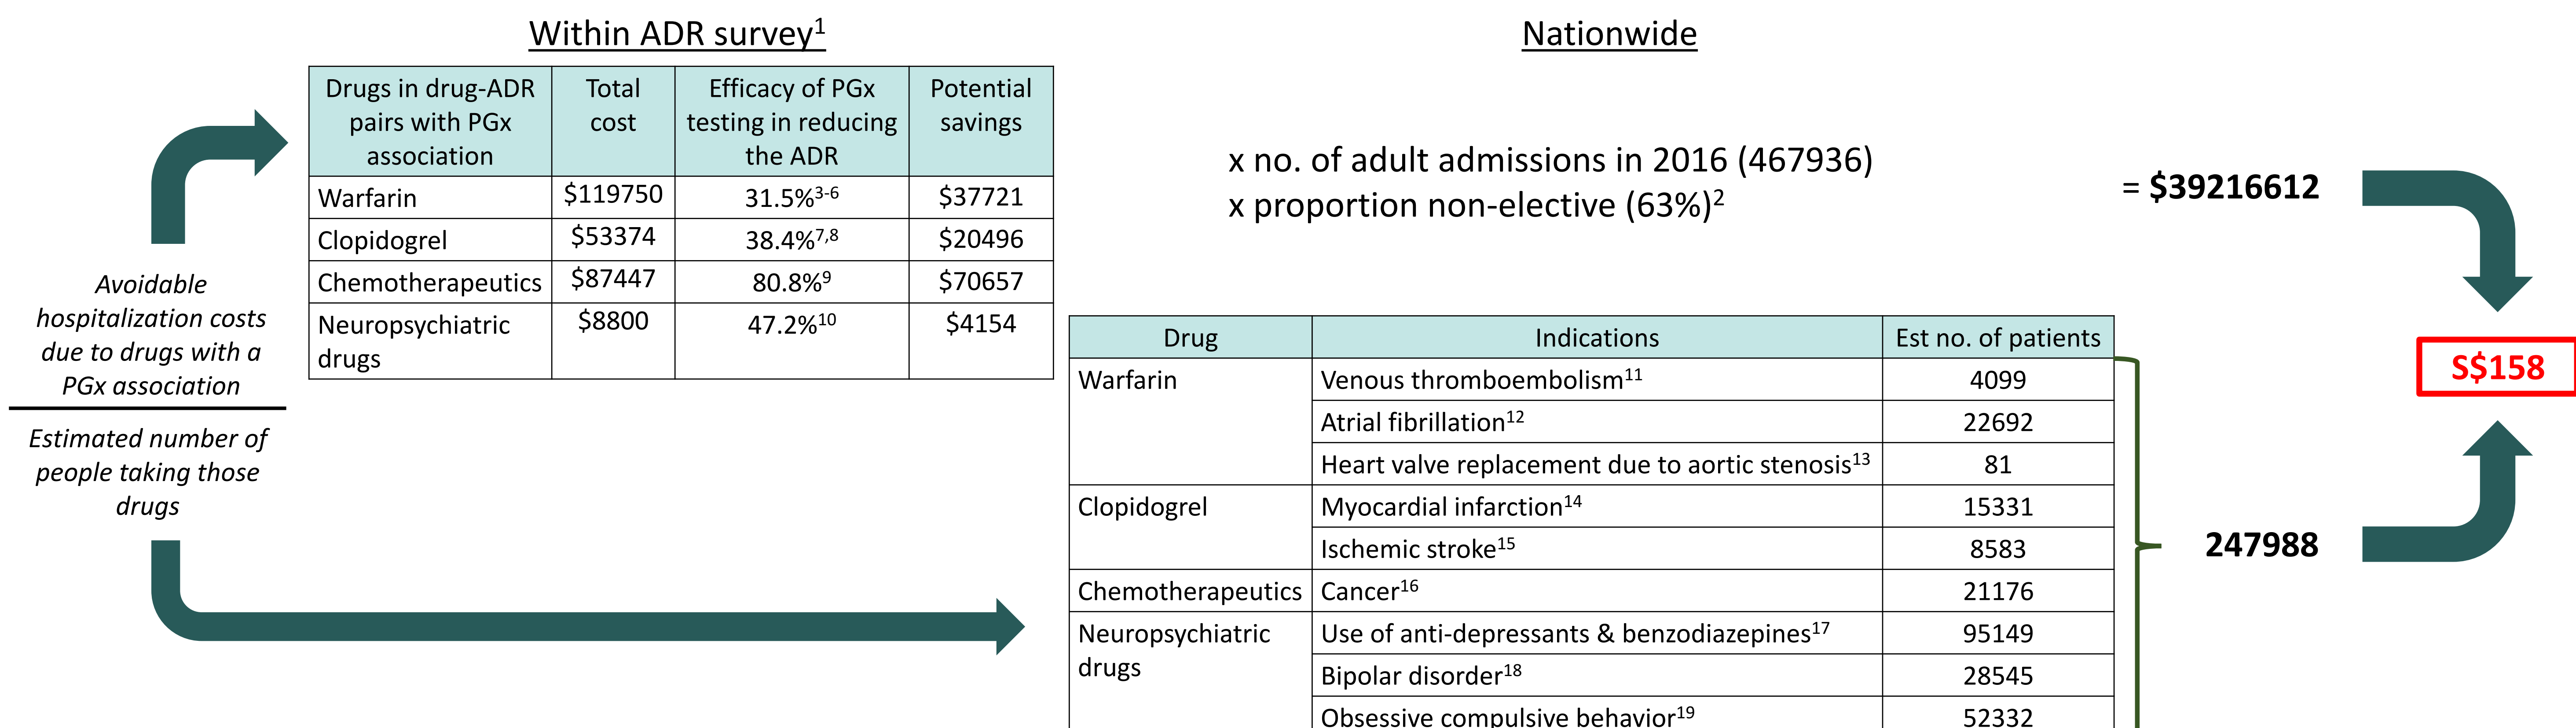 Within ADR survey1
Nationwide
Drugs in drug-ADR
pairs with PGx
association
Total
cost
Efficacy of PGx
testing in reducing
the ADR
Potential
savings
Warfarin
$119750
31.5%3-6
$37721
Clopidogrel
$53374
38.4%7,8
$20496
Chemotherapeutics
$87447
80.8%9
$70657
Neuropsychiatric
drugs
$8800
47.2%10
$4154
x no. of adult admissions in 2016 (467936)
x proportion non-elective (63%)2
= $39216612
Avoidable
hospitalization costs
due to drugs with a
PGx association
Estimated number of
people taking those
drugs
Drug
Indications
Est no. of patients
Warfarin
Venous thromboembolism11
4099
Atrial fibrillation12
22692
Heart valve replacement due to aortic stenosis13
81
Clopidogrel
Myocardial infarction14
15331
Ischemic stroke15
8583
Chemotherapeutics
Cancer16
21176
Neuropsychiatric
drugs
Use of anti-depressants & benzodiazepines17
95149
Bipolar disorder18
28545
Obsessive compulsive behavior19
52332
247988
S$158